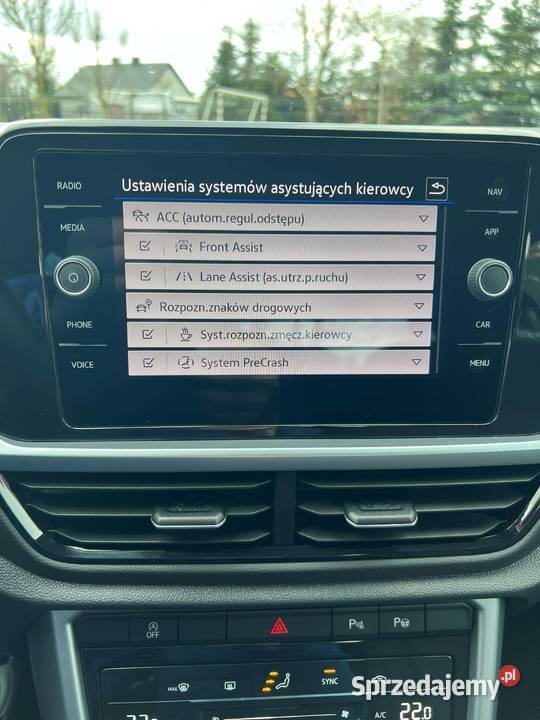 RADIO
MEDIA
PHONE
VOICE
Ustawienia systemów asystujących kierowcy
ACC (autom.regul.odstępu)
Front Assist
Lane Assist (as.utrz.p.ruchu)
Rozpozn.znaków drogowych
Syst.rozpozn.zmęcz.kierowcy
System PreCrash
NAV
APP
CAR
MENU
OFF
P
P
MAX
SYNC
A/C
22.0
Sprzedajemy.pl